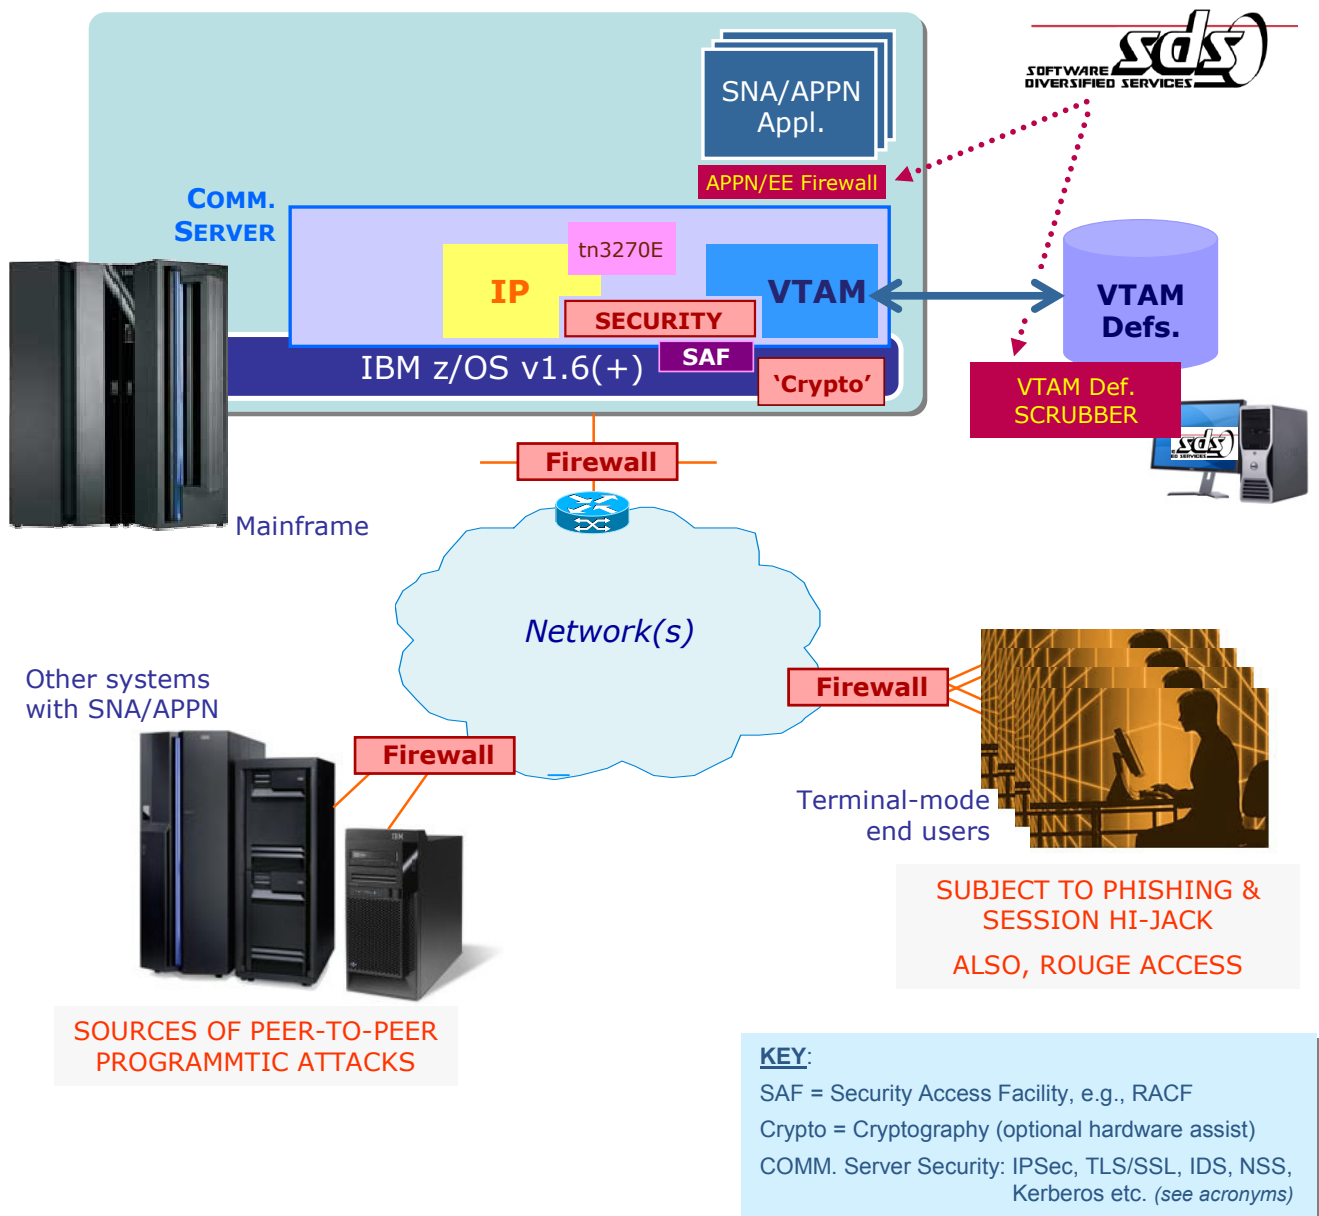 sds
SOFTWARE
DIVERSIFIED SERVICES
SNA/APPN
Appl.
APPN/EE Firewall
COMM.
SERVER
tn3270E
IP
VTAM
SECURITY
SAF
IBM z/OS v1.6(+)
‘Crypto’
VTAM
Defs.
VTAM Def.
SCRUBBER
sds
Firewall
Mainframe
Network(s)
Other systems
with SNA/APPN
Firewall
Firewall
Terminal-mode
end users
IBM
SUBJECT TO PHISHING &
SESSION HI-JACK
ALSO, ROUGE ACCESS
SOURCES OF PEER-TO-PEER
PROGRAMMTIC ATTACKS
KEY:
SAF = Security Access Facility, e.g., RACF
Crypto = Cryptography (optional hardware assist)
COMM. Server Security: IPSec, TLS/SSL, IDS, NSS,
Kerberos etc. (see acronyms)